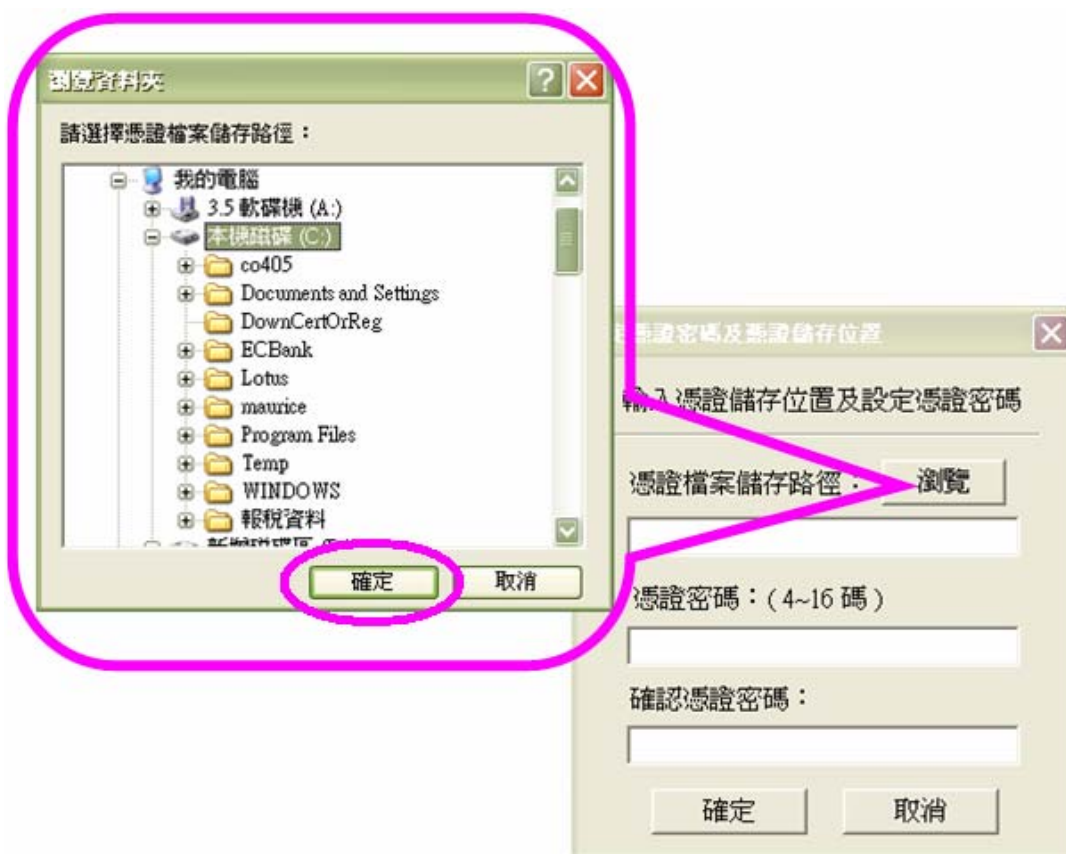 瀏覽資料夾
請選擇憑證檔案儲存路徑：
我的電腦
3.5 軟碟機 (A:)
本機磁碟 (C:)
co405
Documents and Settings
DownCertOrReg
ECBank
Lotus
maurice
Program Files
Temp
WINDOWS
報稅資料
確定
取消
憑證密碼及憑證儲存位置
輸入憑證儲存位置及設定憑證密碼
憑證檔案儲存路徑：
瀏覽
憑證密碼：(4~16 碼)
確認憑證密碼：
確定
取消